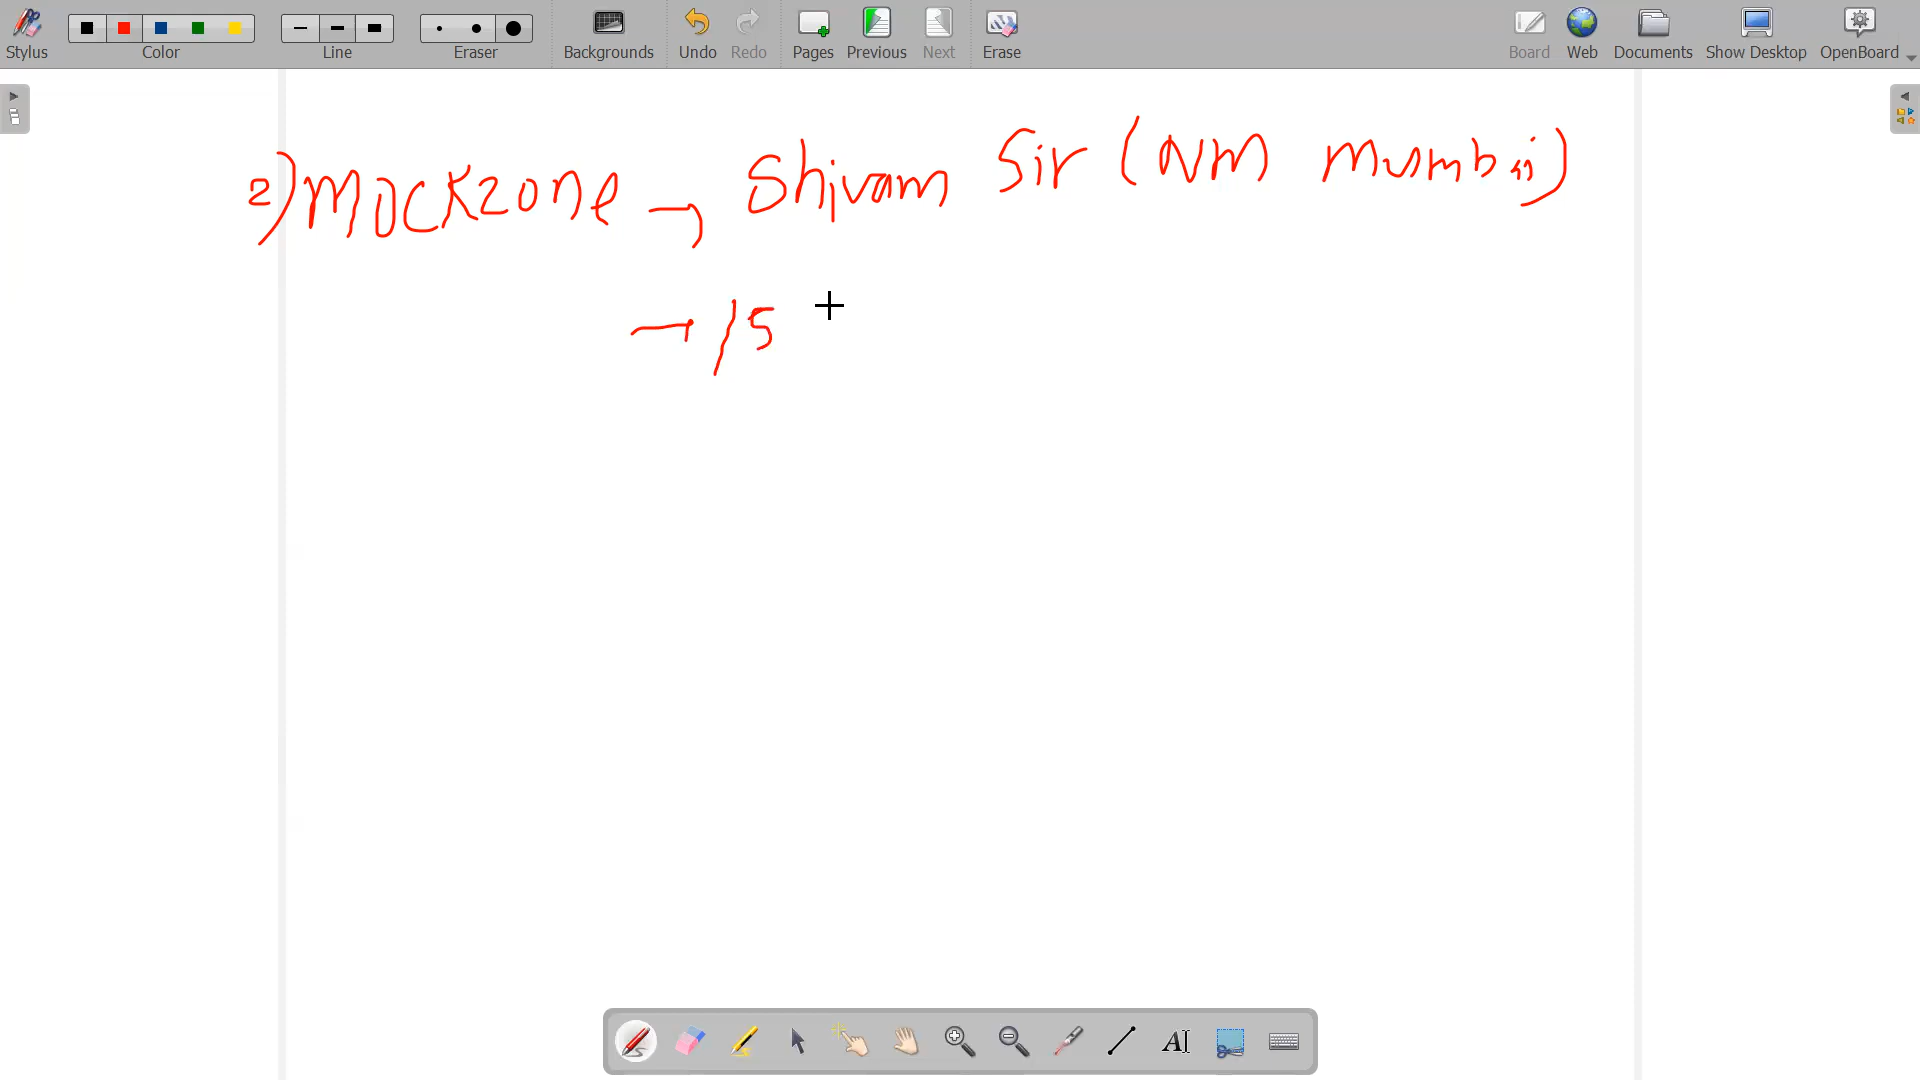 Stylus Color Line Eraser Backgrounds Undo Redo Pages Previous Next Erase Board Web Documents Show Desktop OpenBoard
2) Mockzone → Shivam Sir (NM Mumbai)
→ 15